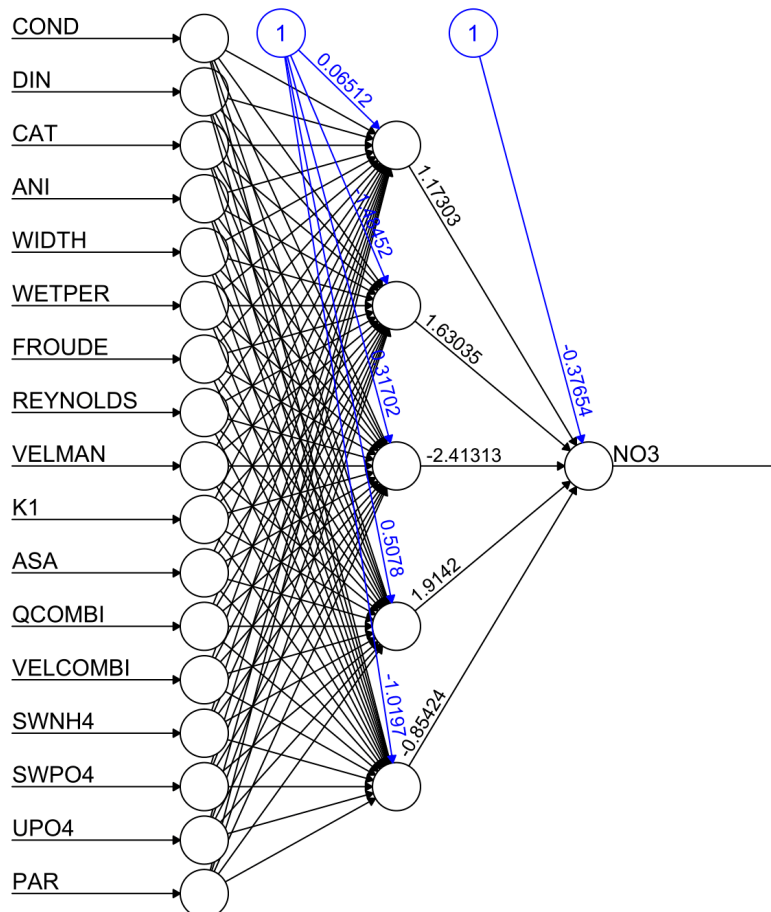 COND
DIN
CAT
ANI
WIDTH
WETPER
FROUDE
REYNOLDS
VELMAN
K1
ASA
QCOMBI
VELCOMBI
SWNH4
SWPO4
UPO4
PAR
1
1
0.06512
0.5078
-1.0197
1.17303
1.63035
-2.41313
1.9142
-0.85424
-0.37654
NO3